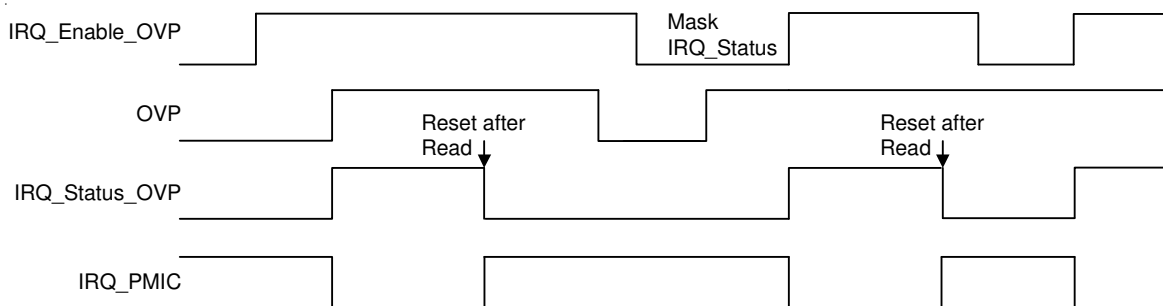 IRQ_Enable_OVP
Mask
IRQ_Status
OVP
Reset after
Read
Reset after
Read
IRQ_Status_OVP
IRQ_PMIC